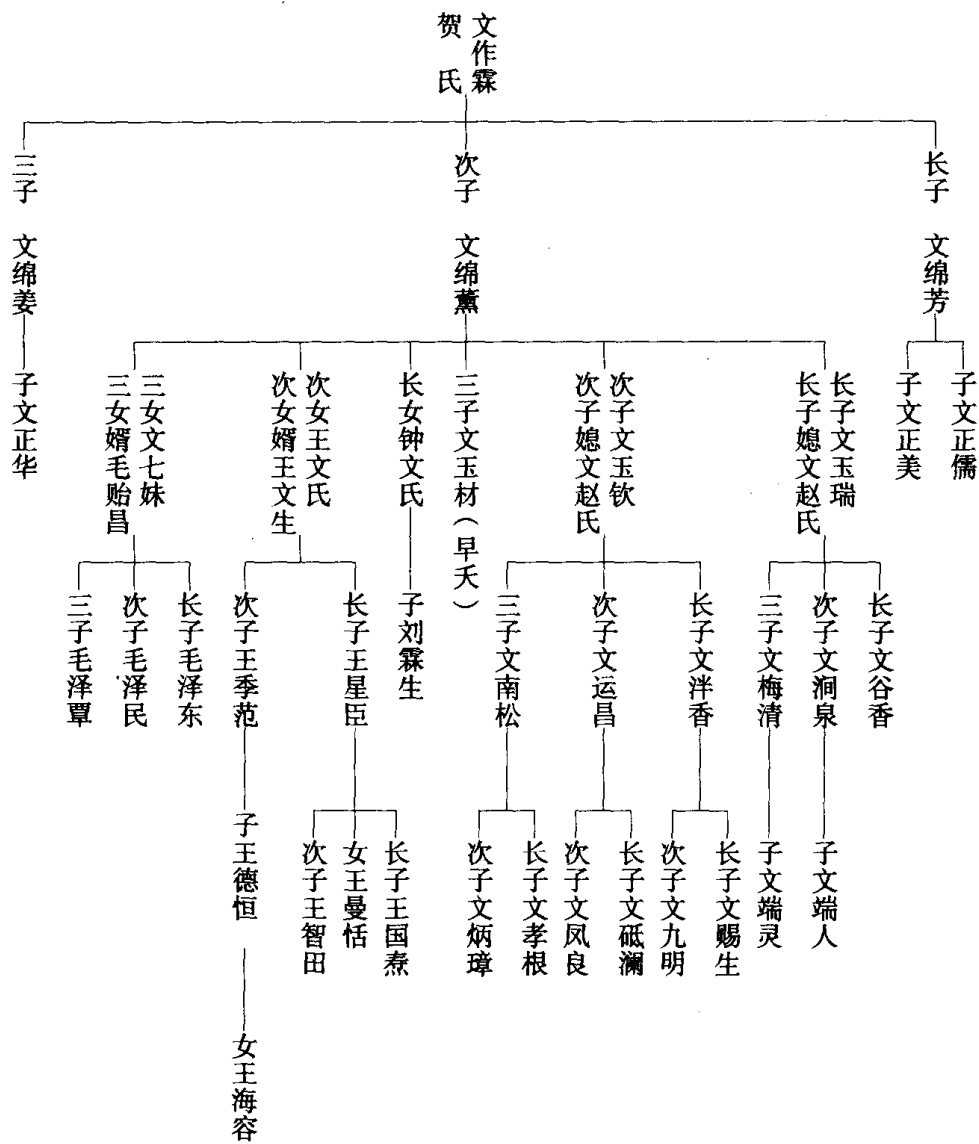 文作霖
贺氏
长子 文绵芳
次子 文绵薰
三子 文绵姜
子文正儒
子文正美
长子文玉瑞
长子媳文赵氏
次子文玉钦
次子媳文赵氏
三子文玉材(早夭)
长女钟文氏
次女王文氏
次女婿王文生
三女文七妹
三女婿毛贻昌
子文正华
长子文谷香
次子文涧泉
三子文梅清
长子文泮香
次子文运昌
三子文南松
子刘霖生
长子王星臣
次子王季范
长子毛泽东
次子毛泽民
三子毛泽覃
子文端人
子文端灵
长子文赐生
次子文九明
长子文砥澜
次子文凤良
长子文孝根
次子文炳璋
长子王国焘
女王曼恬
次子王智田
子王德恒
女王海容